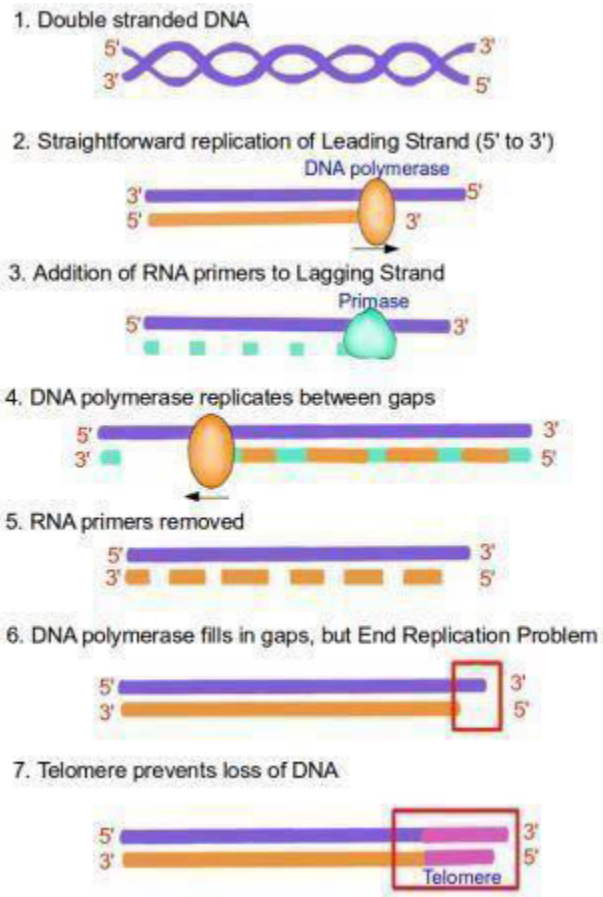 1. Double stranded DNA
5' 3'
3' 5'
2. Straightforward replication of Leading Strand (5' to 3')
DNA polymerase
3' 5'
5' 3'
3. Addition of RNA primers to Lagging Strand
Primase
5' 3'
4. DNA polymerase replicates between gaps
5' 3'
3' 5'
5. RNA primers removed
5' 3'
3' 5'
6. DNA polymerase fills in gaps, but End Replication Problem
5' 3'
3' 5'
7. Telomere prevents loss of DNA
5' 3'
3' 5'
Telomere